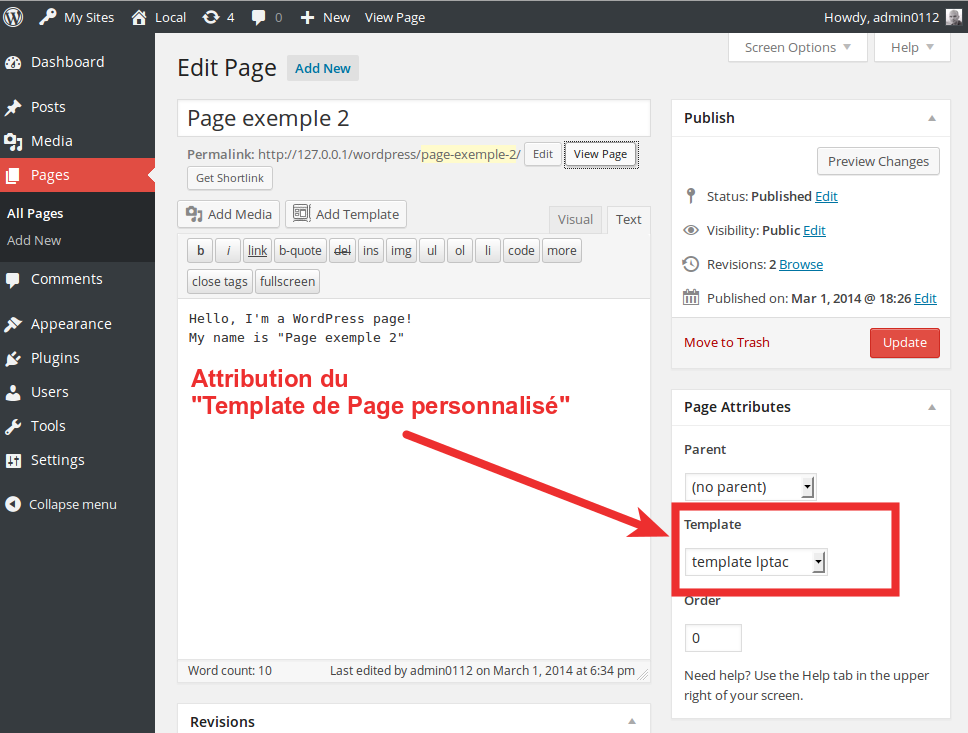 My Sites Local 4 0 New View Page Howdy, admin0112
Screen Options Help
Dashboard
Posts
Media
Pages
All Pages
Add New
Comments
Appearance
Plugins
Users
Tools
Settings
Collapse menu
Edit Page Add New
Page exemple 2
Permalink: http://127.0.0.1/wordpress/page-exemple-2/ Edit View Page
Get Shortlink
Add Media Add Template Visual Text
b i link b-quote del ins img ul ol li code more
close tags fullscreen
Hello, I'm a WordPress page!
My name is "Page exemple 2"
Attribution du
"Template de Page personnalisé"
Word count: 10 Last edited by admin0112 on March 1, 2014 at 6:34 pm
Revisions
Publish
Preview Changes
Status: Published Edit
Visibility: Public Edit
Revisions: 2 Browse
Published on: Mar 1, 2014 @ 18:26 Edit
Move to Trash Update
Page Attributes
Parent
(no parent)
Template
template lptac
Order
0
Need help? Use the Help tab in the upper
right of your screen.